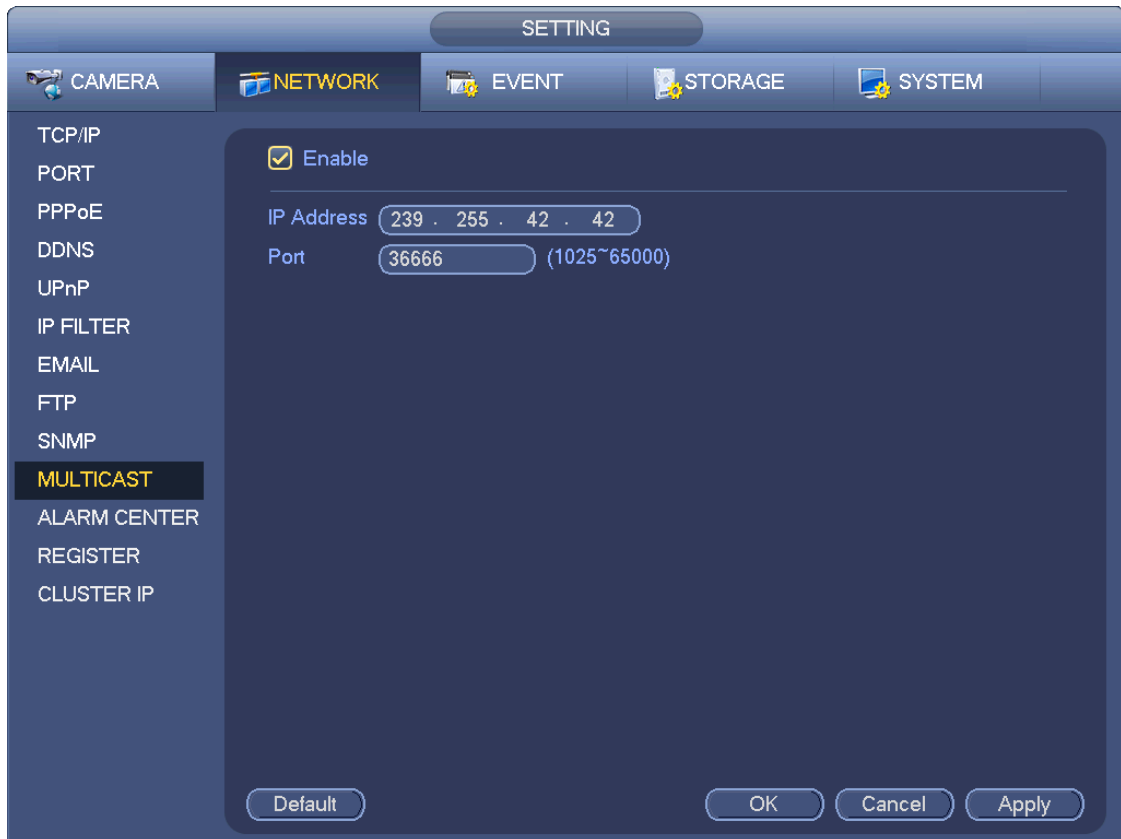 SETTING
CAMERA NETWORK EVENT STORAGE SYSTEM
TCP/IP
PORT
PPPoE
DDNS
UPnP
IP FILTER
EMAIL
FTP
SNMP
MULTICAST
ALARM CENTER
REGISTER
CLUSTER IP
Enable
IP Address 239 . 255 . 42 . 42
Port 36666 (1025~65000)
Default OK Cancel Apply